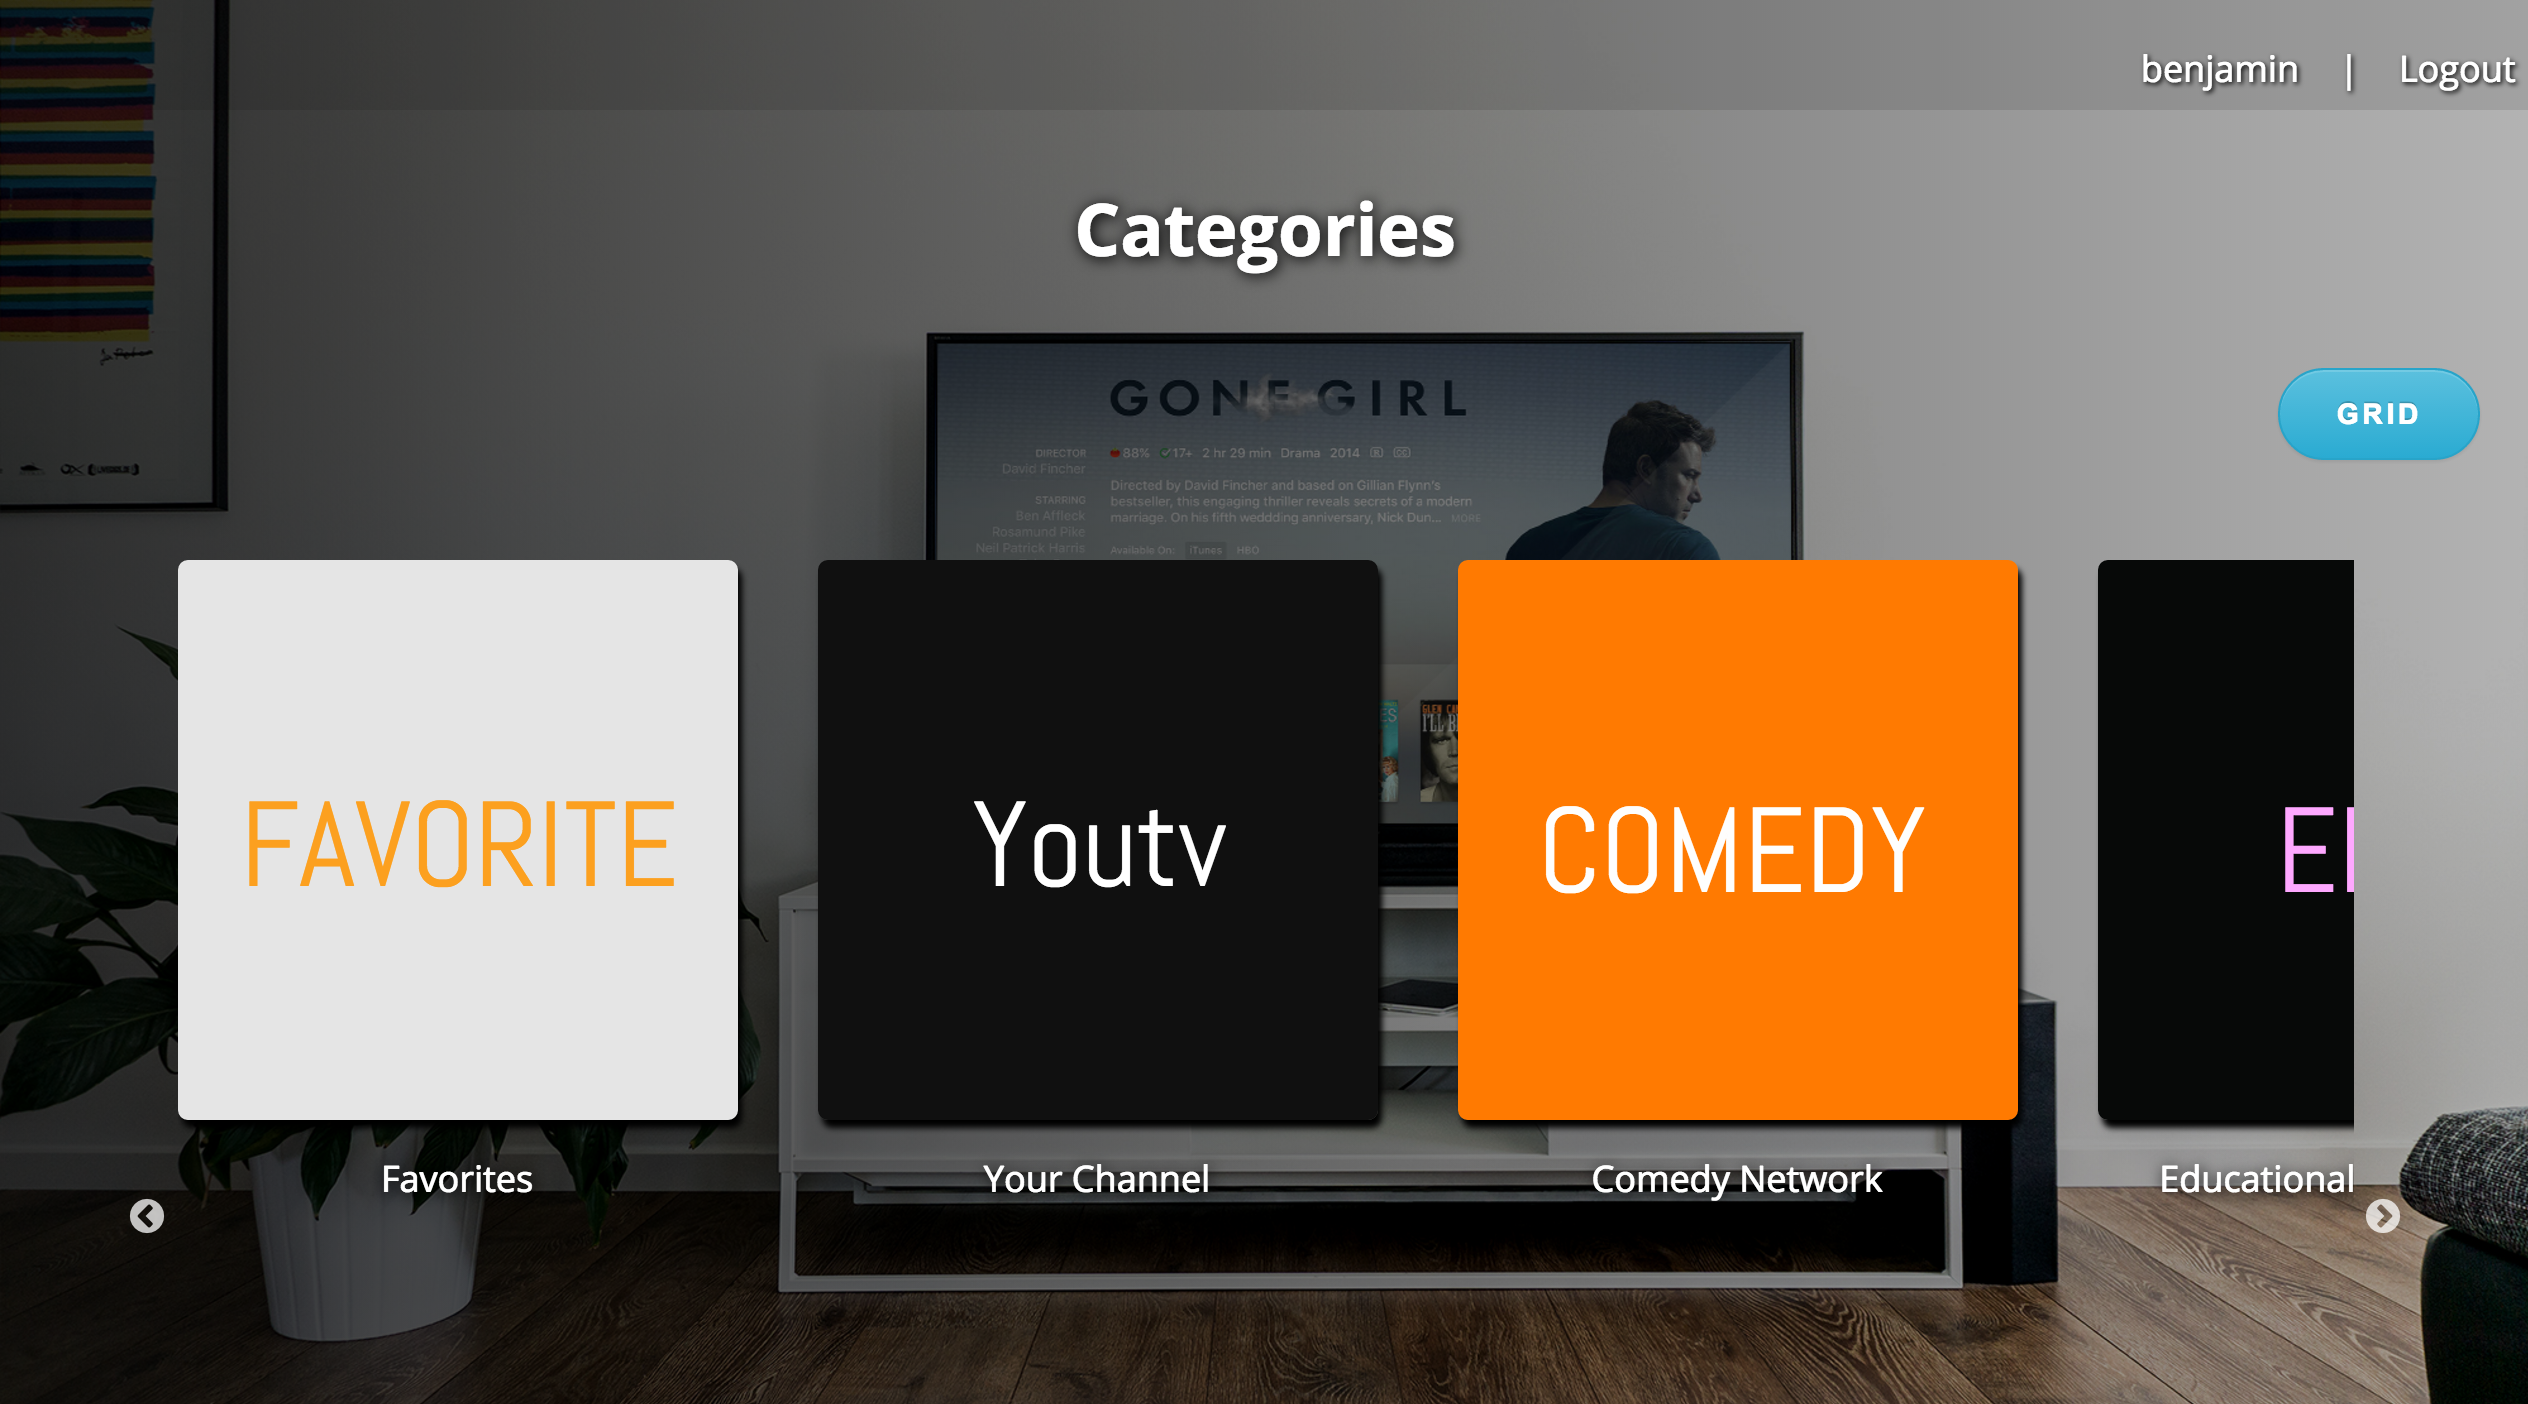 benjamin | Logout
Categories
GONE GIRL
GRID
DIRECTOR
David Fincher
88% 17+ 2 hr 29 min Drama 2014 CC
Directed by David Fincher and based on Gillian Flynn's
bestseller, this engaging thriller reveals secrets of a modern
marriage. On his fifth weddding anniversary, Nick Dun... MORE
STARRING
Ben Affleck
Rosamund Pike
Neil Patrick Harris
Available On: iTunes HBO
FAVORITE
Youtv
COMEDY
Favorites
Your Channel
Comedy Network
Educational